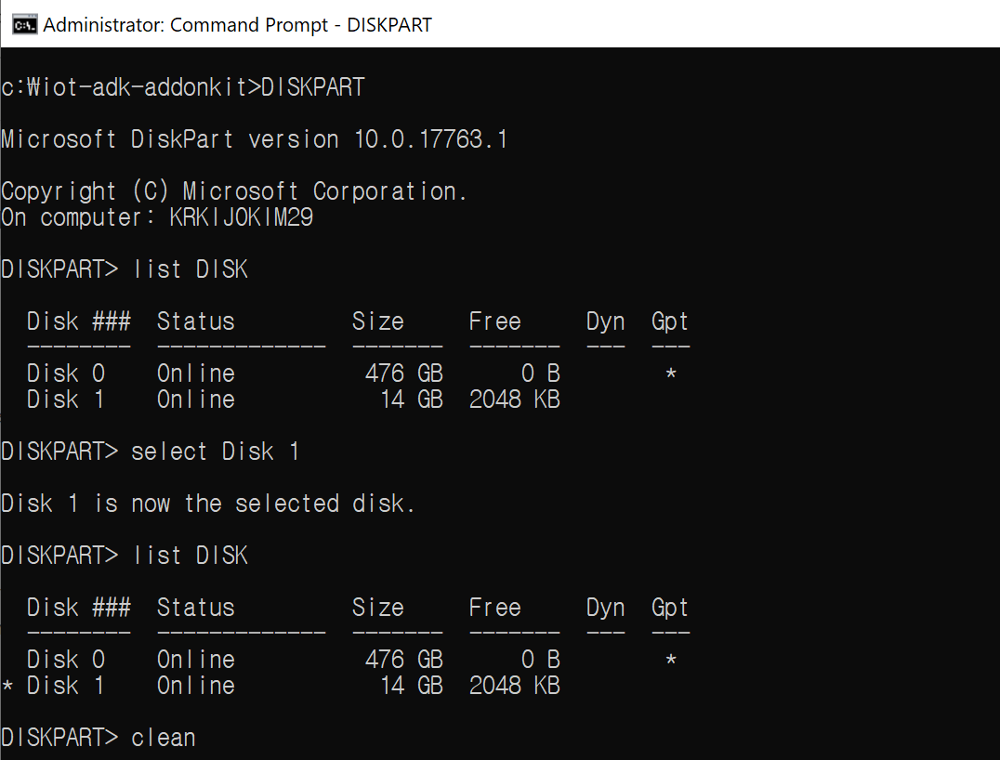 Administrator: Command Prompt - DISKPART
c:₩iot-adk-addonkit>DISKPART
Microsoft DiskPart version 10.0.17763.1
Copyright (C) Microsoft Corporation.
On computer: KRKIJOKIM29
DISKPART> list DISK
  Disk ###  Status         Size     Free     Dyn  Gpt
  --------  -------------  -------  -------  ---  ---
  Disk 0    Online          476 GB      0 B        *
  Disk 1    Online           14 GB  2048 KB
DISKPART> select Disk 1
Disk 1 is now the selected disk.
DISKPART> list DISK
  Disk ###  Status         Size     Free     Dyn  Gpt
  --------  -------------  -------  -------  ---  ---
  Disk 0    Online          476 GB      0 B        *
* Disk 1    Online           14 GB  2048 KB
DISKPART> clean